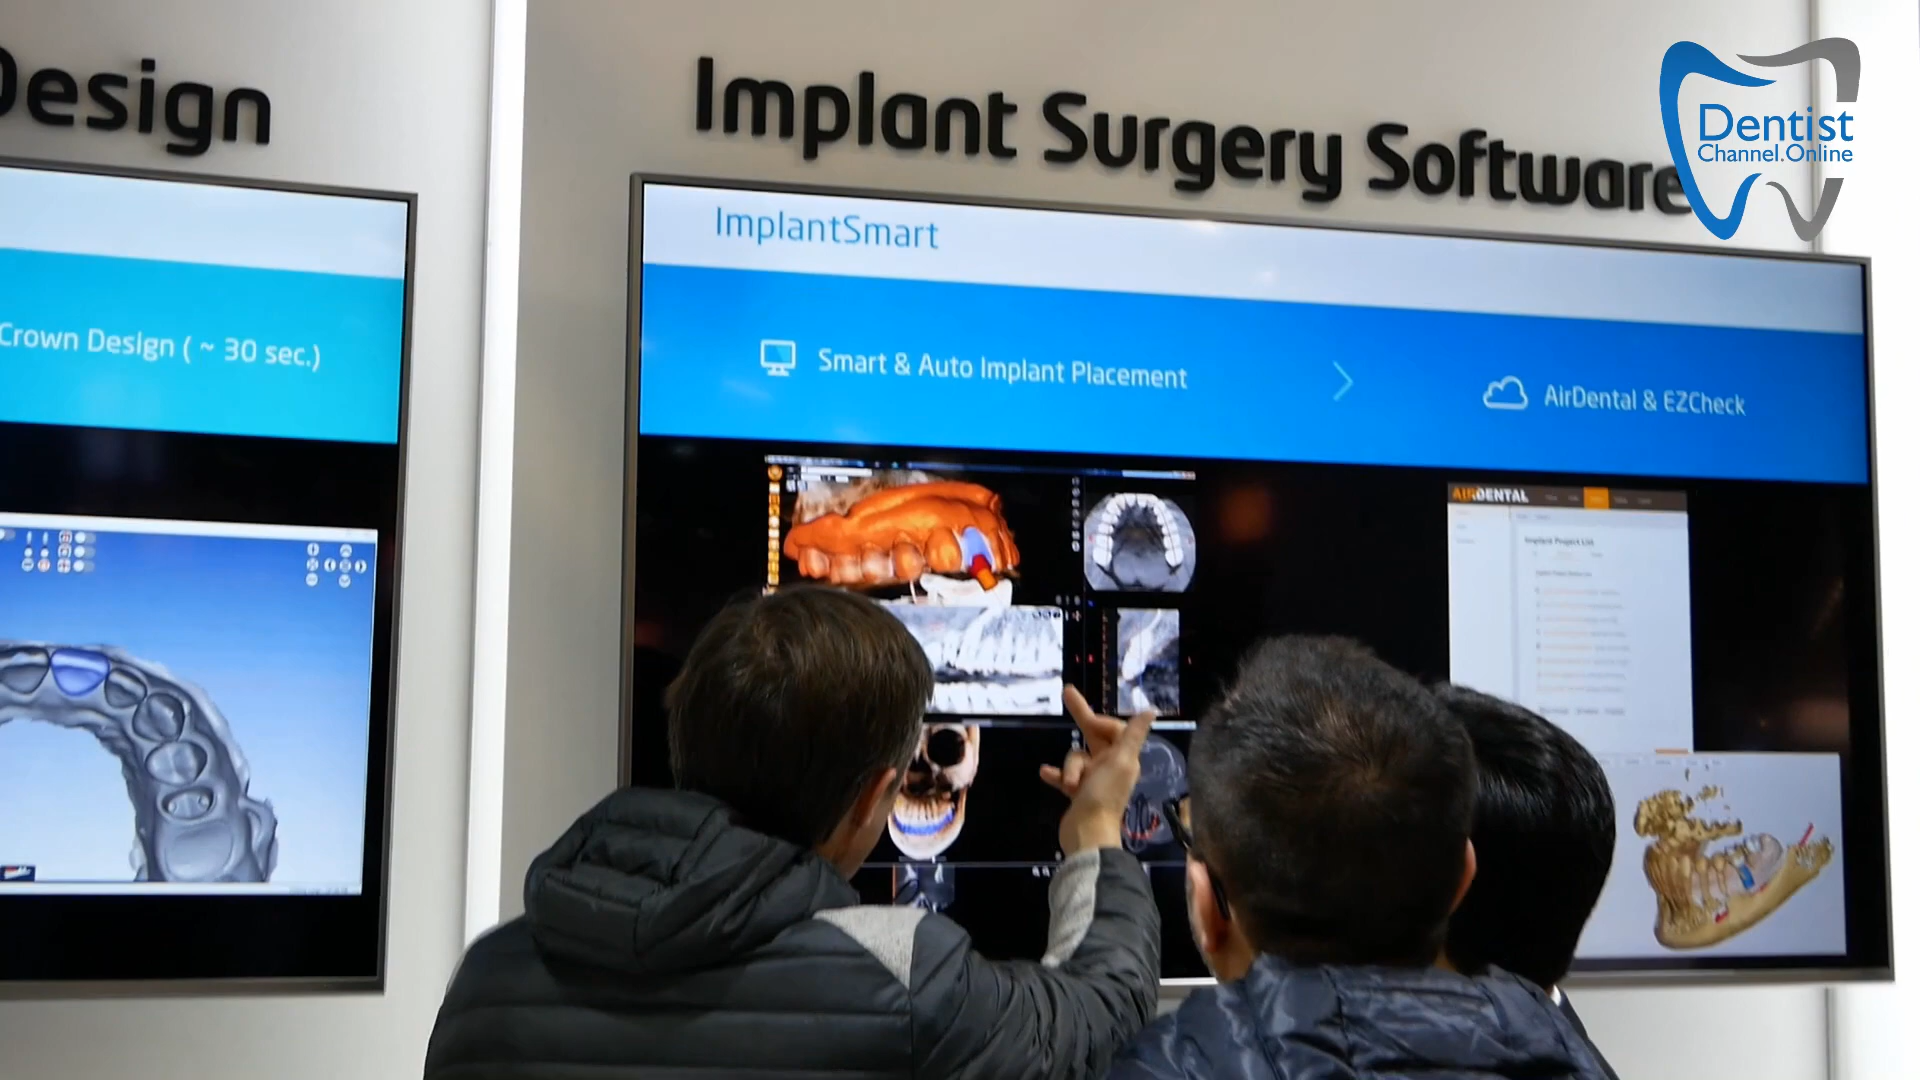 Design
Implant Surgery Software
Dentist
Channel.Online
ImplantSmart
Crown Design ( ~ 30 sec.)
Smart & Auto Implant Placement
AirDental & EZCheck
AIRDENTAL
Implant Project List